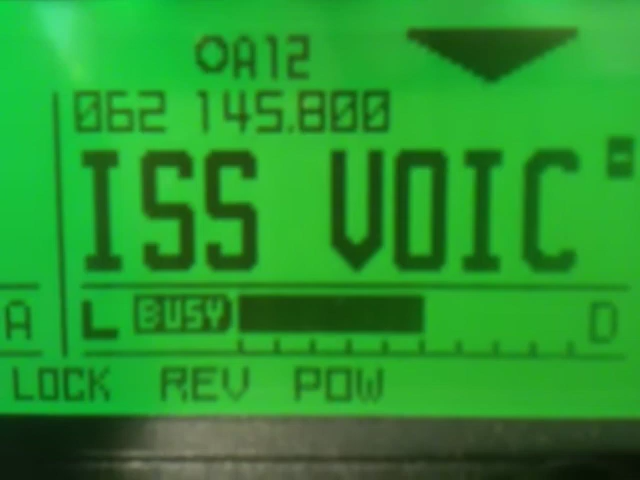 OA12
062 145.800
ISS VOIC
A L BUSY D
LOCK REV POW